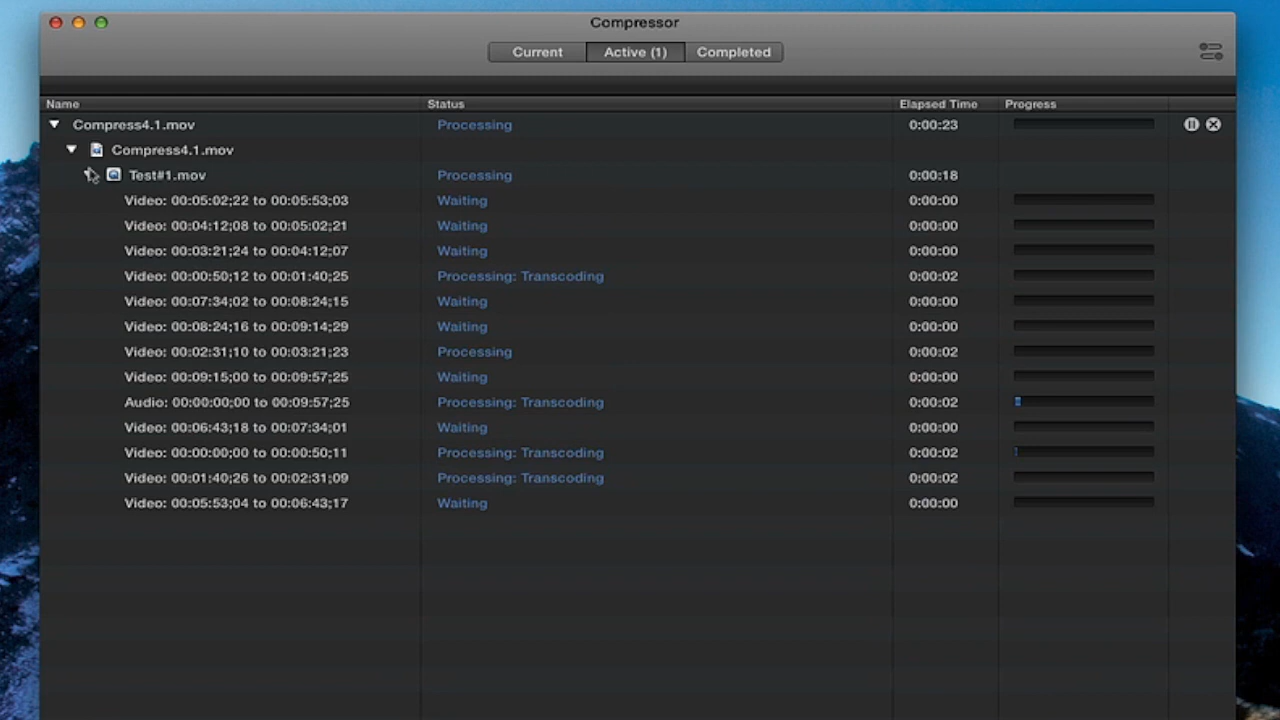 Compressor
Current Active (1) Completed
Name Status Elapsed Time Progress
Compress4.1.mov Processing 0:00:23
Compress4.1.mov
Test#1.mov Processing 0:00:18
Video: 00:05:02;22 to 00:05:53;03 Waiting 0:00:00
Video: 00:04:12;08 to 00:05:02;21 Waiting 0:00:00
Video: 00:03:21;24 to 00:04:12;07 Waiting 0:00:00
Video: 00:00:50;12 to 00:01:40;25 Processing: Transcoding 0:00:02
Video: 00:07:34;02 to 00:08:24;15 Waiting 0:00:00
Video: 00:08:24;16 to 00:09:14;29 Waiting 0:00:00
Video: 00:02:31;10 to 00:03:21;23 Processing 0:00:02
Video: 00:09:15;00 to 00:09:57;25 Waiting 0:00:00
Audio: 00:00:00;00 to 00:09:57;25 Processing: Transcoding 0:00:02
Video: 00:06:43;18 to 00:07:34;01 Waiting 0:00:00
Video: 00:00:00;00 to 00:00:50;11 Processing: Transcoding 0:00:02
Video: 00:01:40;26 to 00:02:31;09 Processing: Transcoding 0:00:02
Video: 00:05:53;04 to 00:06:43;17 Waiting 0:00:00